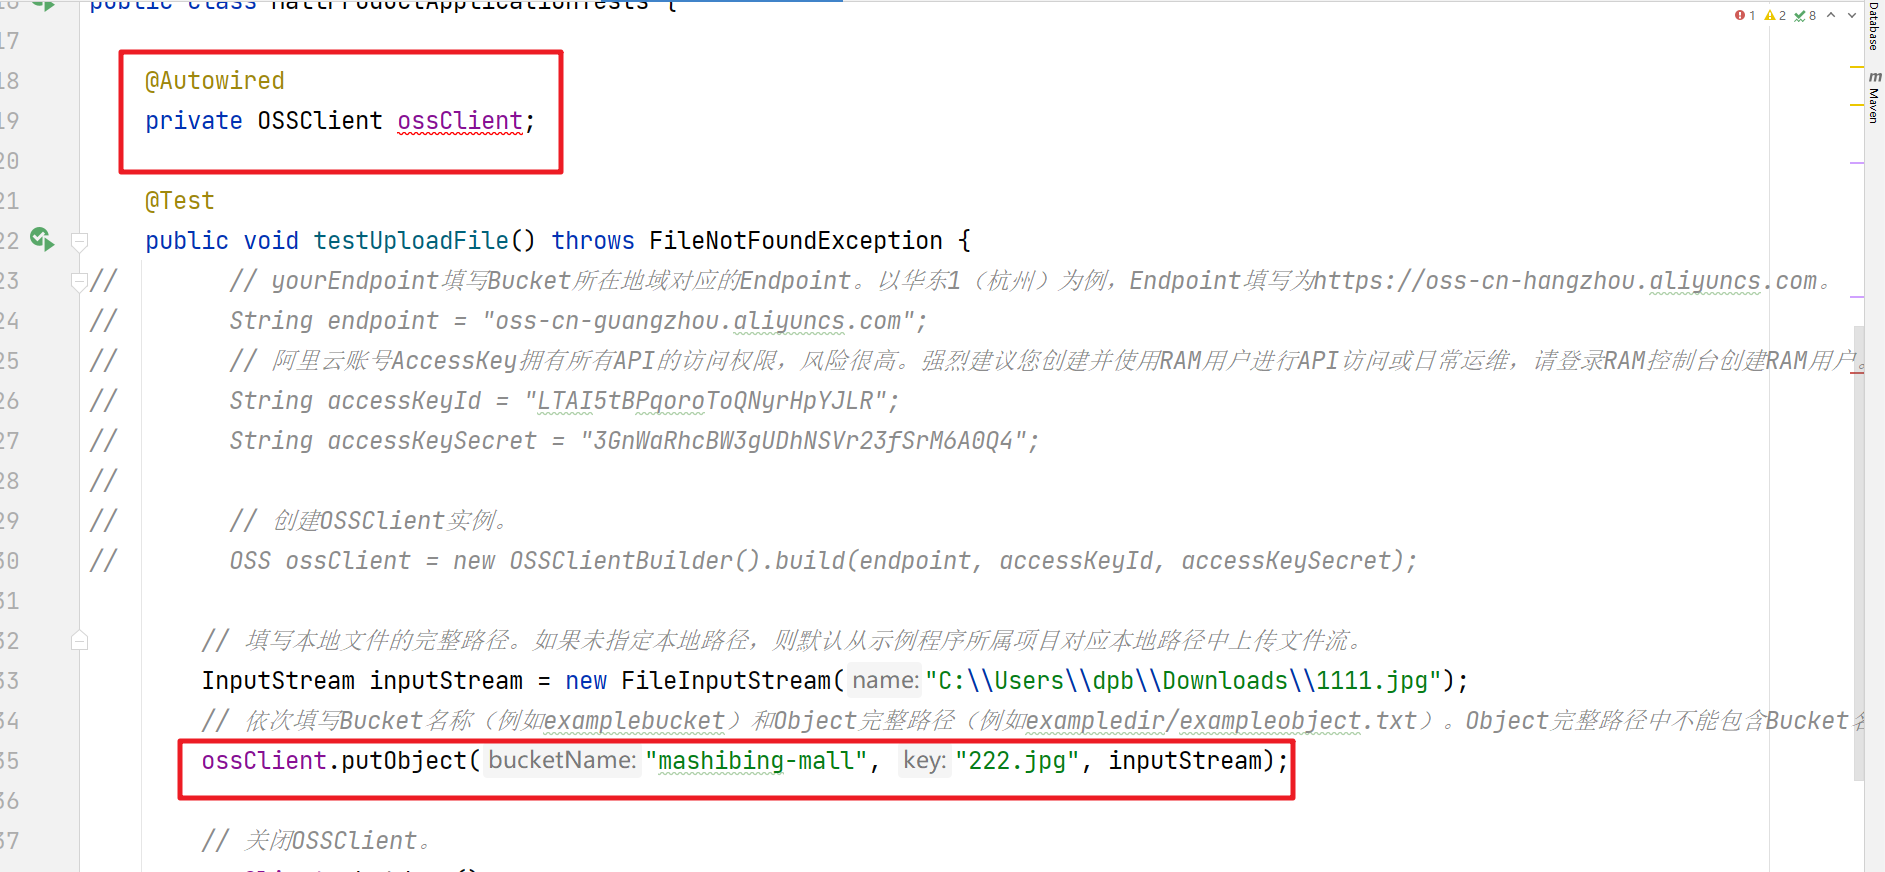 public class MallProductApplicationTests {
17
18 @Autowired
19 private OSSClient ossClient;
20
21 @Test
22 public void testUploadFile() throws FileNotFoundException {
23 // // yourEndpoint填写Bucket所在地域对应的Endpoint。以华东1（杭州）为例，Endpoint填写为https://oss-cn-hangzhou.aliyuncs.com。
24 // String endpoint = "oss-cn-guangzhou.aliyuncs.com";
25 // // 阿里云账号AccessKey拥有所有API的访问权限，风险很高。强烈建议您创建并使用RAM用户进行API访问或日常运维，请登录RAM控制台创建RAM用户。
26 // String accessKeyId = "LTAI5tBPqoroToQNyrHpYJLR";
27 // String accessKeySecret = "3GnWaRhcBW3gUDhNSVr23fSrM6A0Q4";
28 //
29 // // 创建OSSClient实例。
30 // OSS ossClient = new OSSClientBuilder().build(endpoint, accessKeyId, accessKeySecret);
31
32 // 填写本地文件的完整路径。如果未指定本地路径，则默认从示例程序所属项目对应本地路径中上传文件流。
33 InputStream inputStream = new FileInputStream( name: "C:\\Users\\dpb\\Downloads\\1111.jpg");
34 // 依次填写Bucket名称（例如examplebucket）和Object完整路径（例如exampledir/exampleobject.txt）。Object完整路径中不能包含Bucket名
35 ossClient.putObject( bucketName: "mashibing-mall", key: "222.jpg", inputStream);
36
37 // 关闭OSSClient。
1 2 8
Database
m Maven